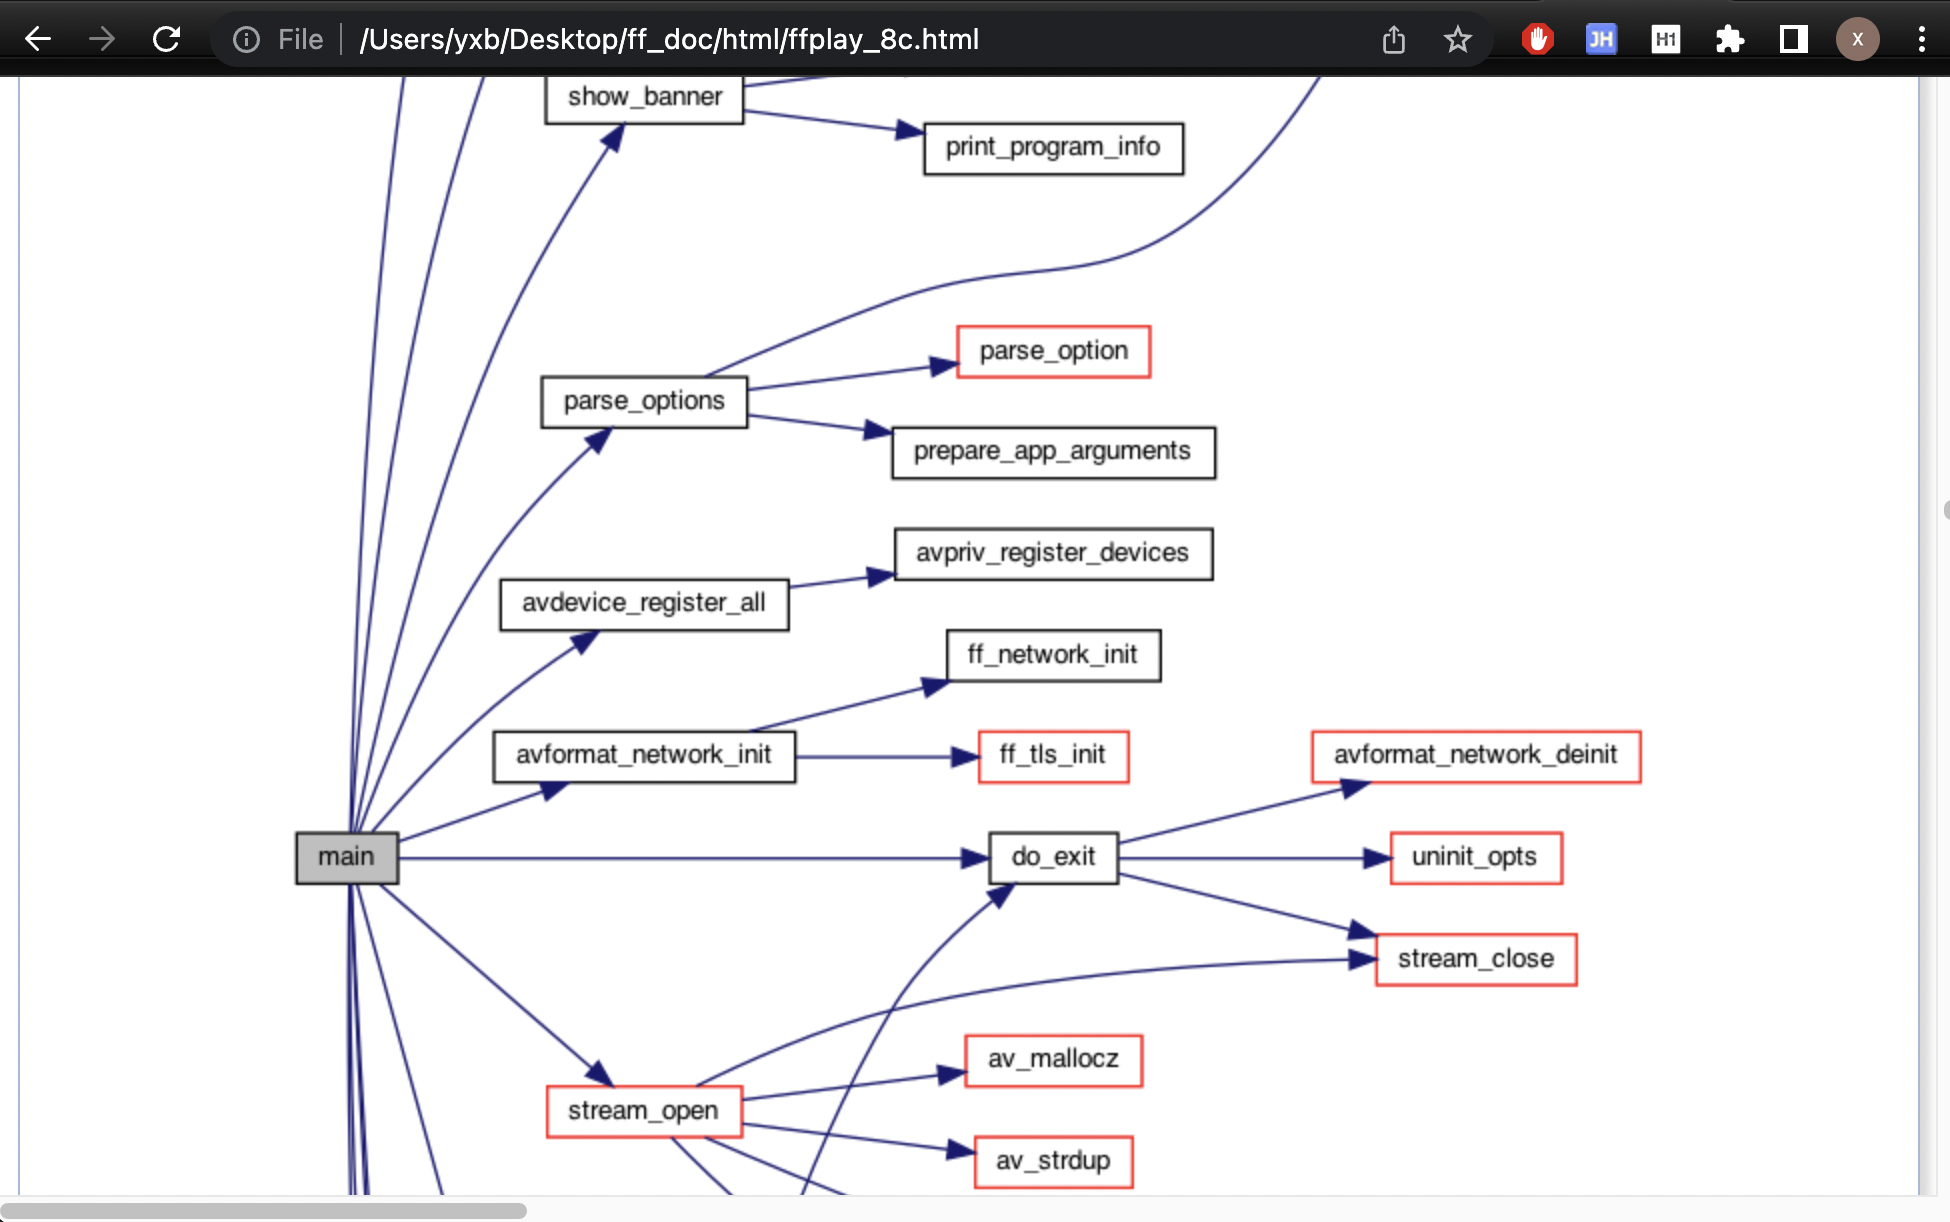 File /Users/yxb/Desktop/ff_doc/html/ffplay_8c.html
JH
H1
X
show_banner
print_program_info
parse_option
parse_options
prepare_app_arguments
avpriv_register_devices
avdevice_register_all
ff_network_init
avformat_network_init
ff_tls_init
avformat_network_deinit
main
do_exit
uninit_opts
stream_close
av_mallocz
stream_open
av_strdup